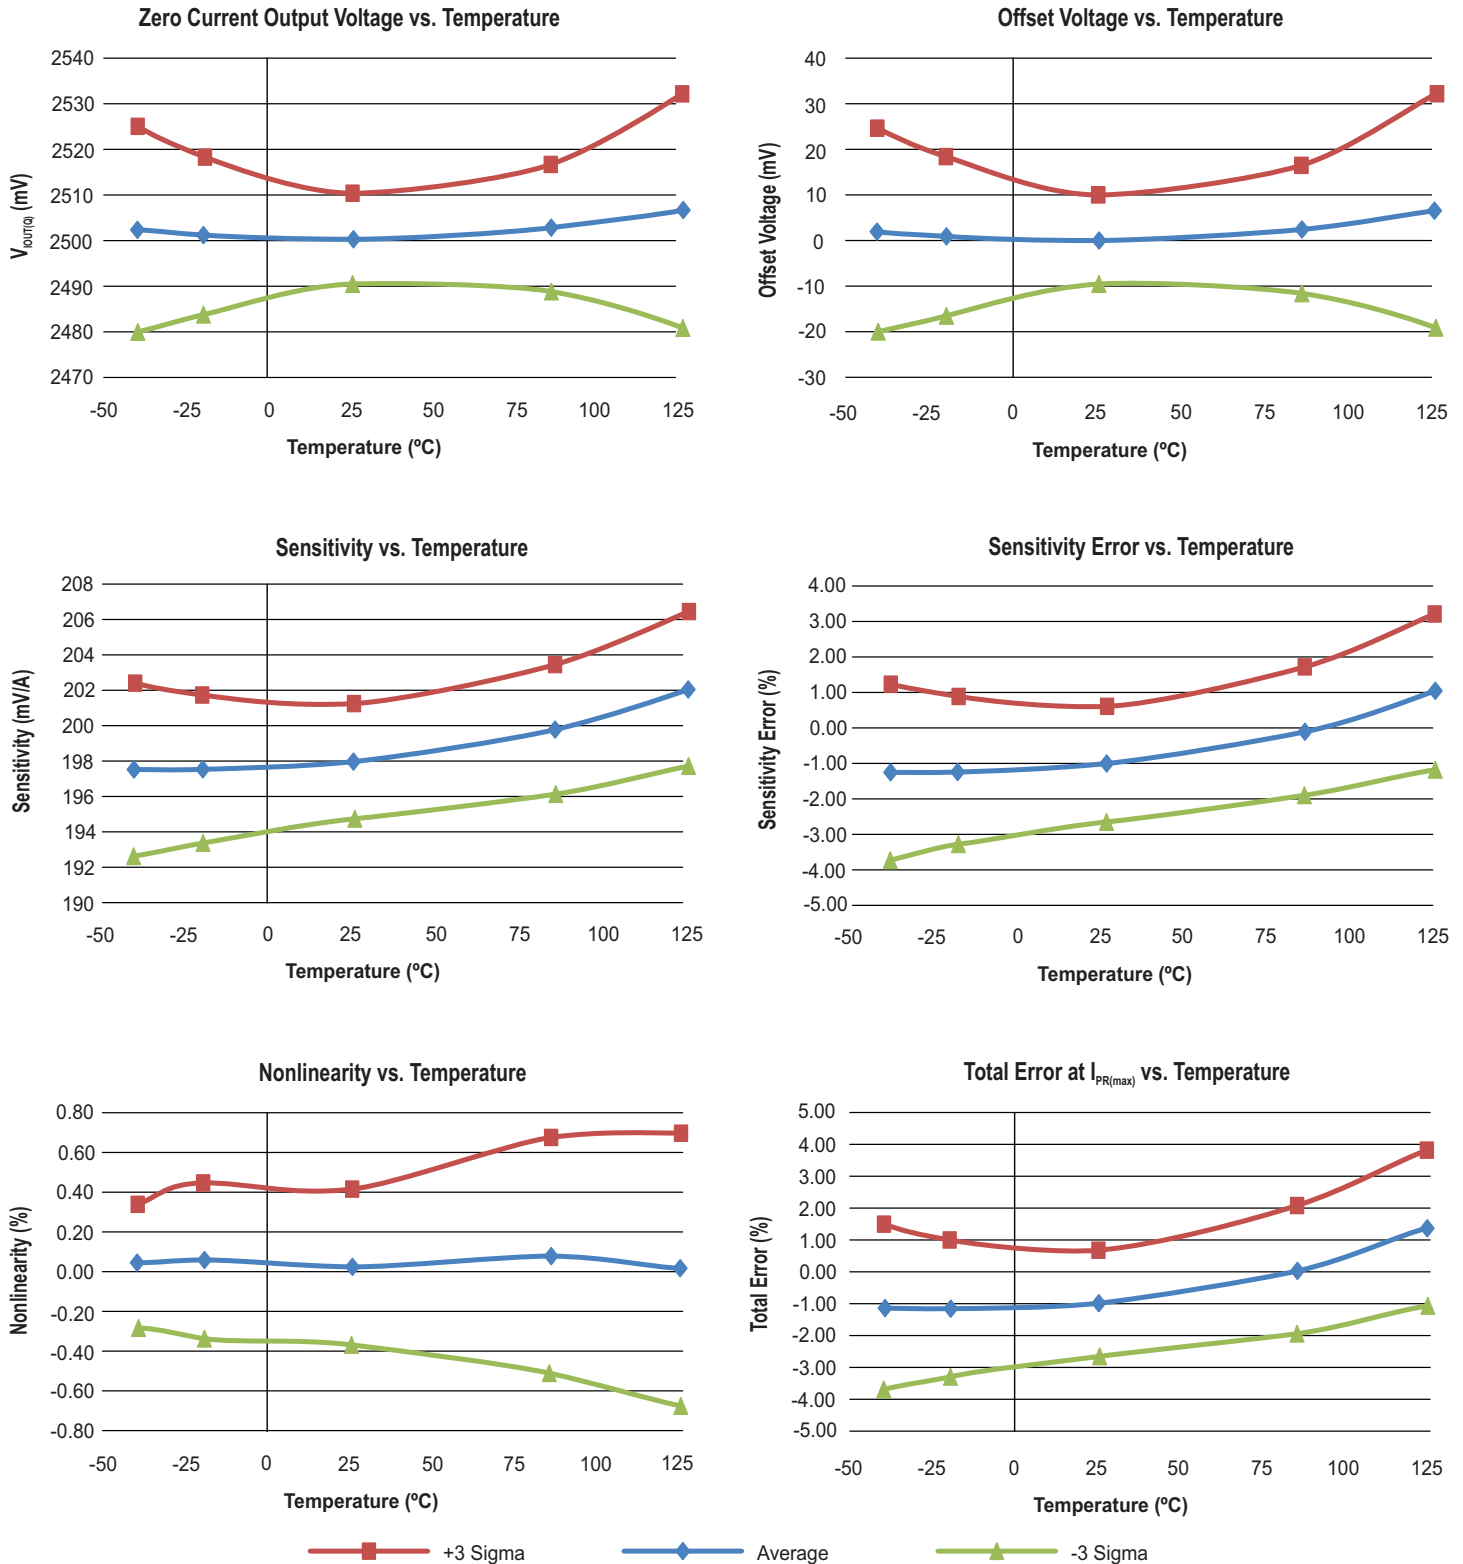 Zero Current Output Voltage vs. Temperature
2540
2530
2520
2510
2500
2490
2480
2470
V IOUT(Q) (mV)
-50 -25 0 25 50 75 100 125
Temperature (ºC)
Offset Voltage vs. Temperature
40
30
20
10
0
-10
-20
-30
Offset Voltage (mV)
-50 -25 0 25 50 75 100 125
Temperature (ºC)
Sensitivity vs. Temperature
208
206
204
202
200
198
196
194
192
190
Sensitivity (mV/A)
-50 -25 0 25 50 75 100 125
Temperature (ºC)
Sensitivity Error vs. Temperature
4.00
3.00
2.00
1.00
0.00
-1.00
-2.00
-3.00
-4.00
-5.00
Sensitivity Error (%)
-50 -25 0 25 50 75 100 125
Temperature (ºC)
Nonlinearity vs. Temperature
0.80
0.60
0.40
0.20
0.00
-0.20
-0.40
-0.60
-0.80
Nonlinearity (%)
-50 -25 0 25 50 75 100 125
Temperature (ºC)
Total Error at I PR(max) vs. Temperature
5.00
4.00
3.00
2.00
1.00
0.00
-1.00
-2.00
-3.00
-4.00
-5.00
Total Error (%)
-50 -25 0 25 50 75 100 125
Temperature (ºC)
+3 Sigma Average -3 Sigma